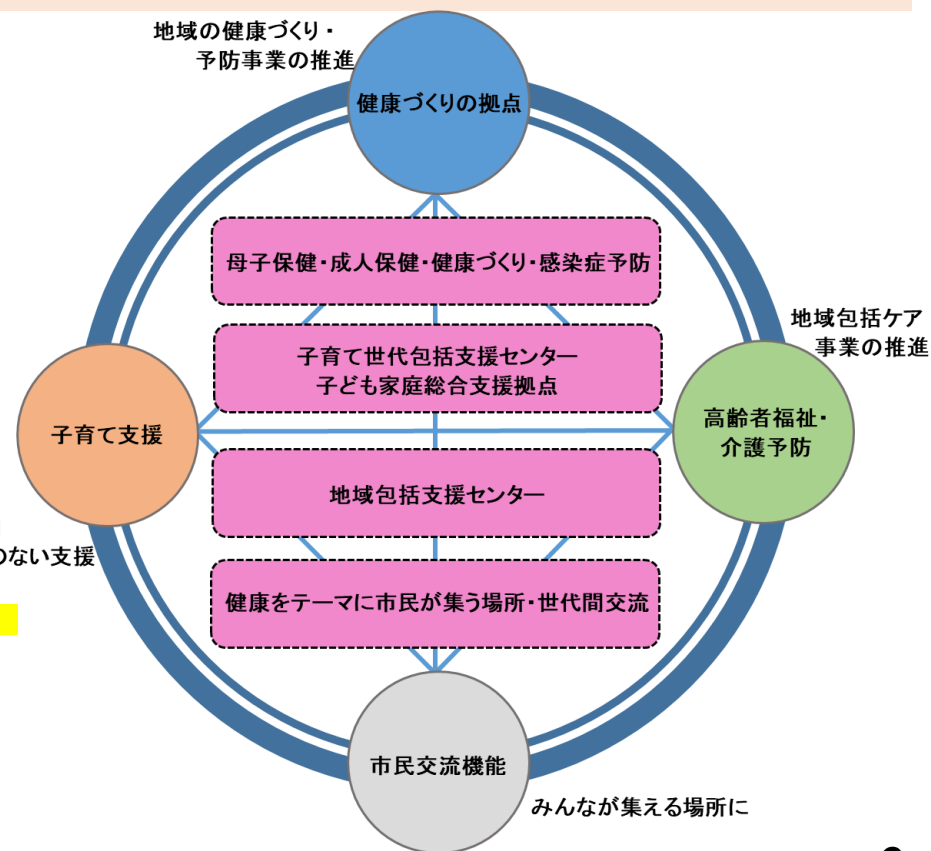 地域の健康づくり・
予防事業の推進
健康づくりの拠点
母子保健・成人保健・健康づくり・感染症予防
地域包括ケア
事業の推進
子育て世代包括支援センター
子ども家庭総合支援拠点
子育て支援
高齢者福祉・
介護予防
地域包括支援センター
のない支援
健康をテーマに市民が集う場所・世代間交流
市民交流機能
みんなが集える場所に